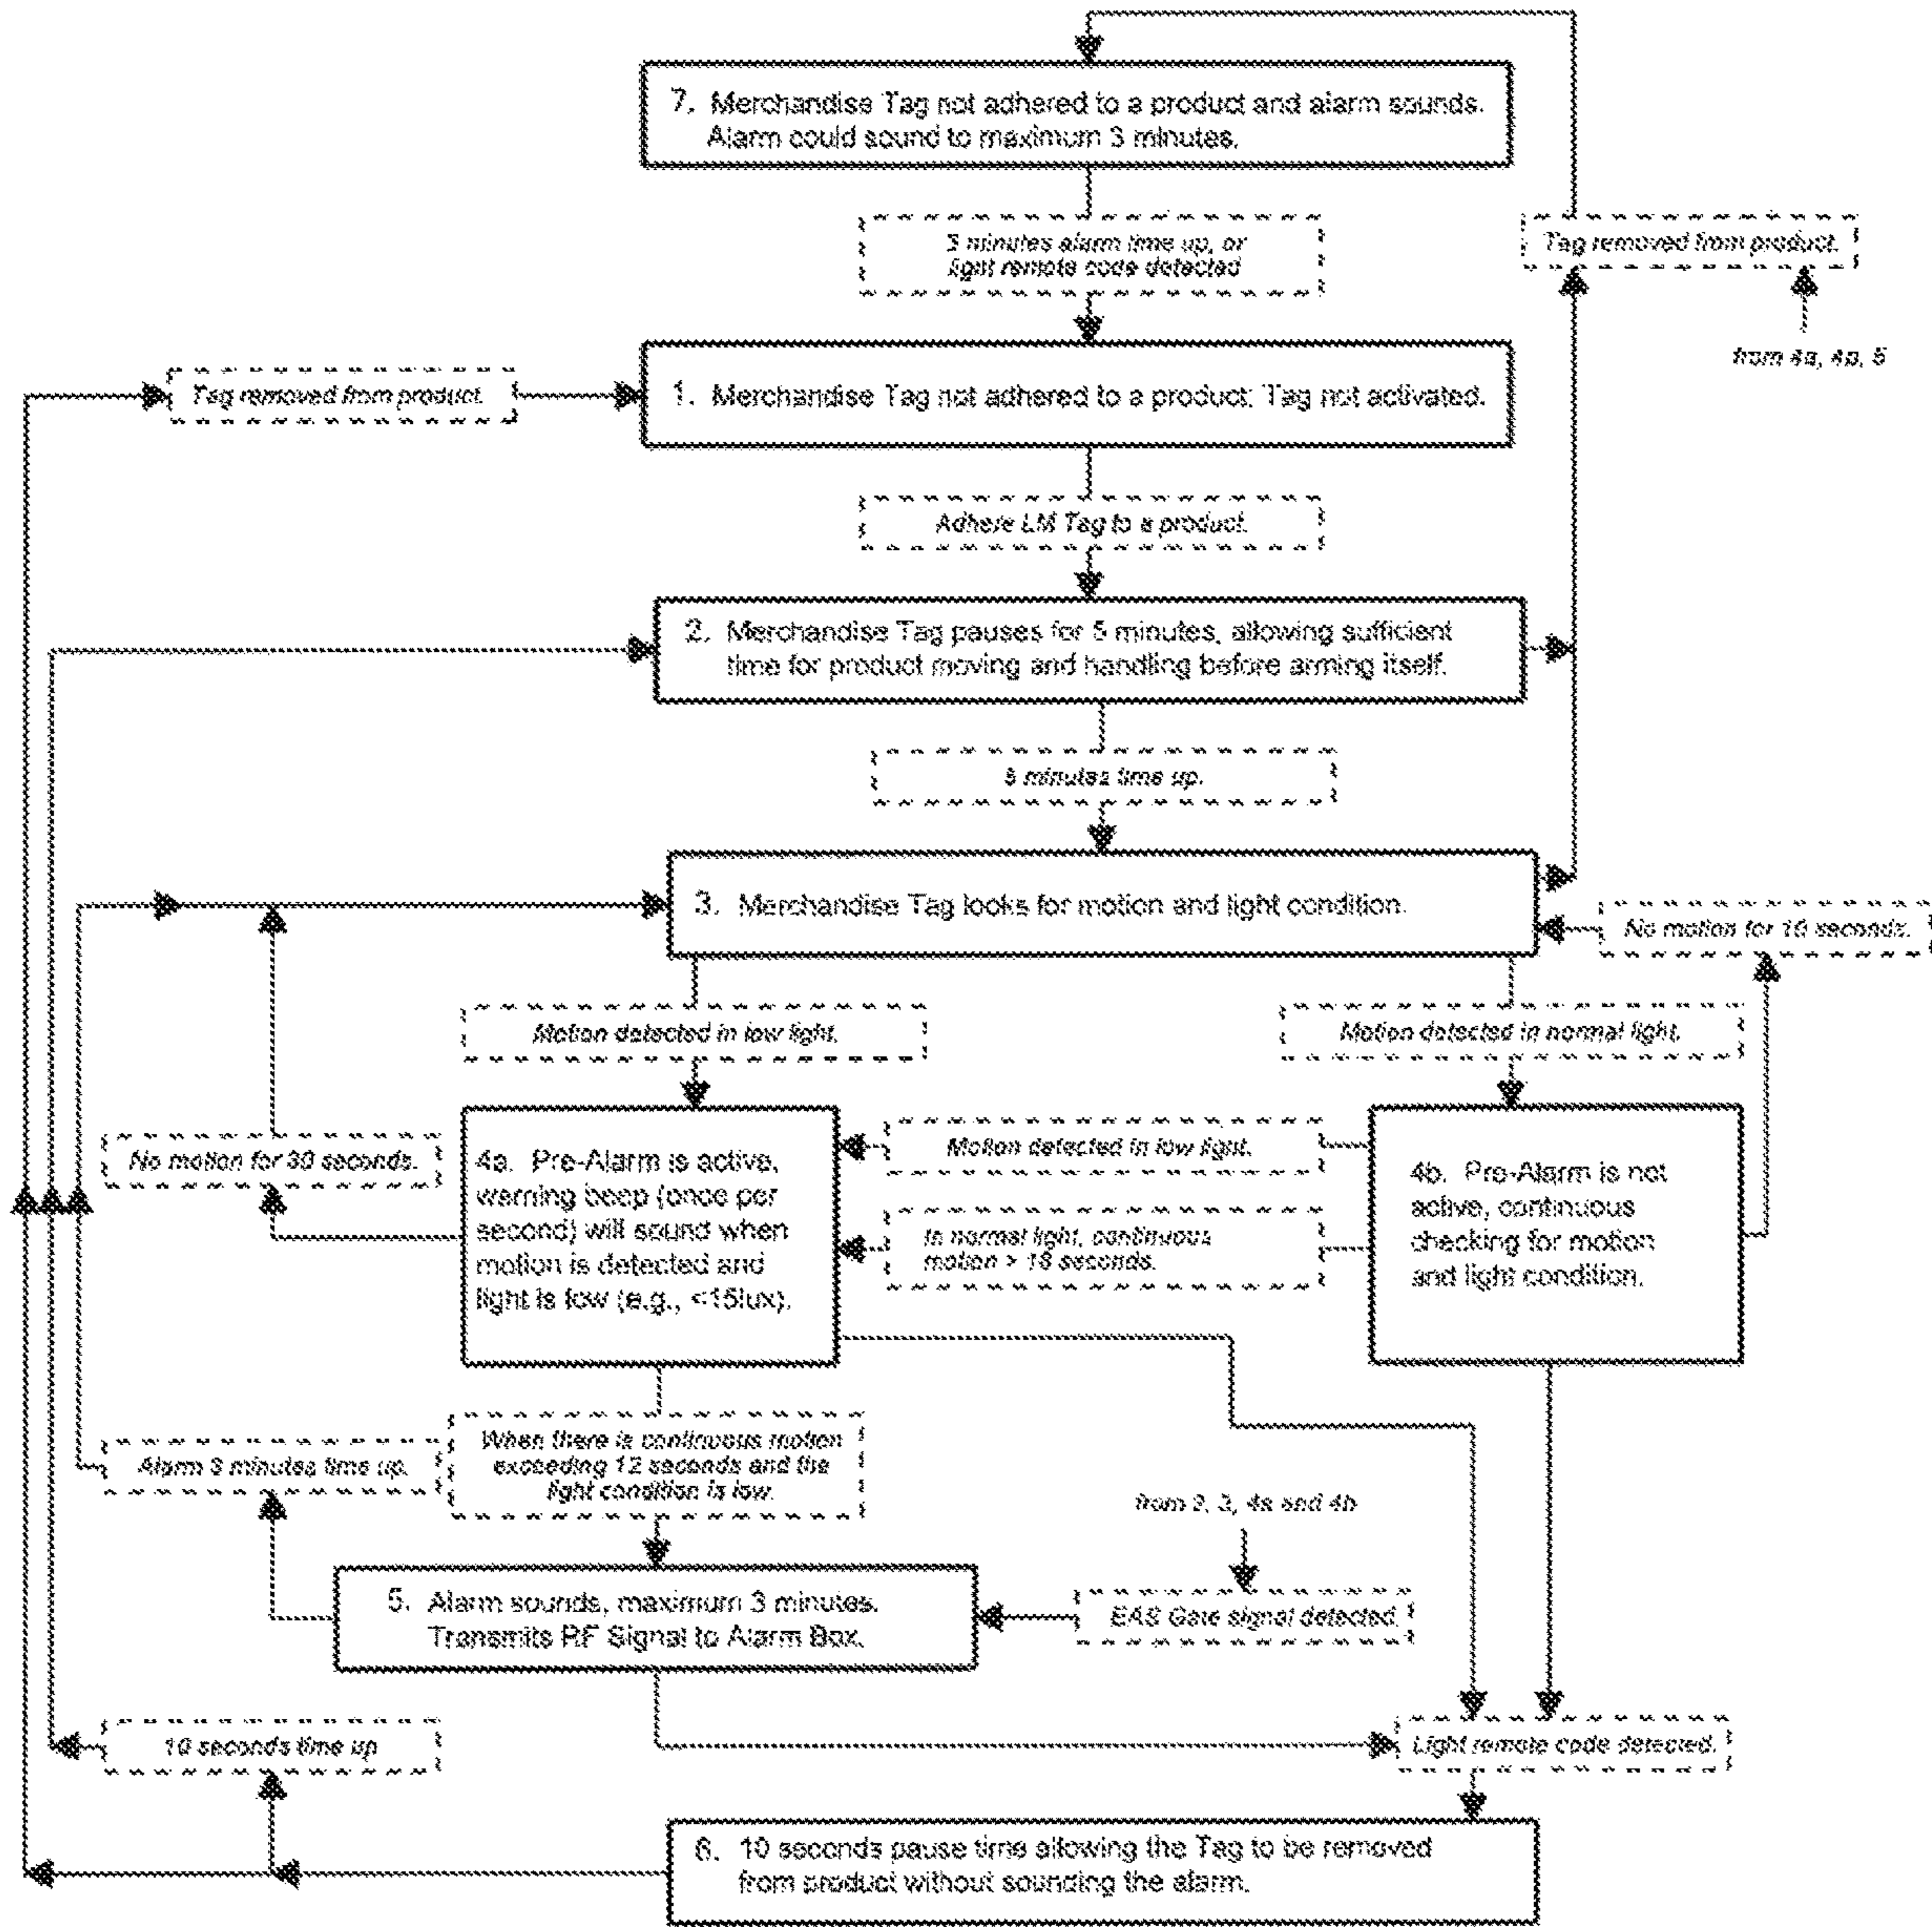 7. Merchandise Tag not adhered to a product and alarm sounds.
Alarm could sound to maximum 3 minutes.
3 minutes alarm time up, or
light remote code detected
Tag removed from product.
from 4a, 4b, 5
Tag removed from product.
1. Merchandise Tag not adhered to a product; Tag not activated.
Adhere LM Tag to a product.
2. Merchandise Tag pauses for 5 minutes, allowing sufficient
time for product moving and handling before arming itself.
5 minutes time up.
3. Merchandise Tag looks for motion and light condition.
No motion for 10 seconds.
Motion detected in low light.
Motion detected in normal light.
No motion for 30 seconds.
4a. Pre-Alarm is active,
warning beep (once per
second) will sound when
motion is detected and
light is low (e.g., <15lux).
Motion detected in low light.
In normal light, continuous
motion > 18 seconds.
4b. Pre-Alarm is not
active, continuous
checking for motion
and light condition.
Alarm 3 minutes time up.
When there is continuous motion
exceeding 12 seconds and the
light condition is low.
from 2, 3, 4a and 4b
5. Alarm sounds, maximum 3 minutes.
Transmits RF Signal to Alarm Box.
EAS Gate signal detected.
10 seconds time up
Light remote code detected.
6. 10 seconds pause time allowing the Tag to be removed
from product without sounding the alarm.